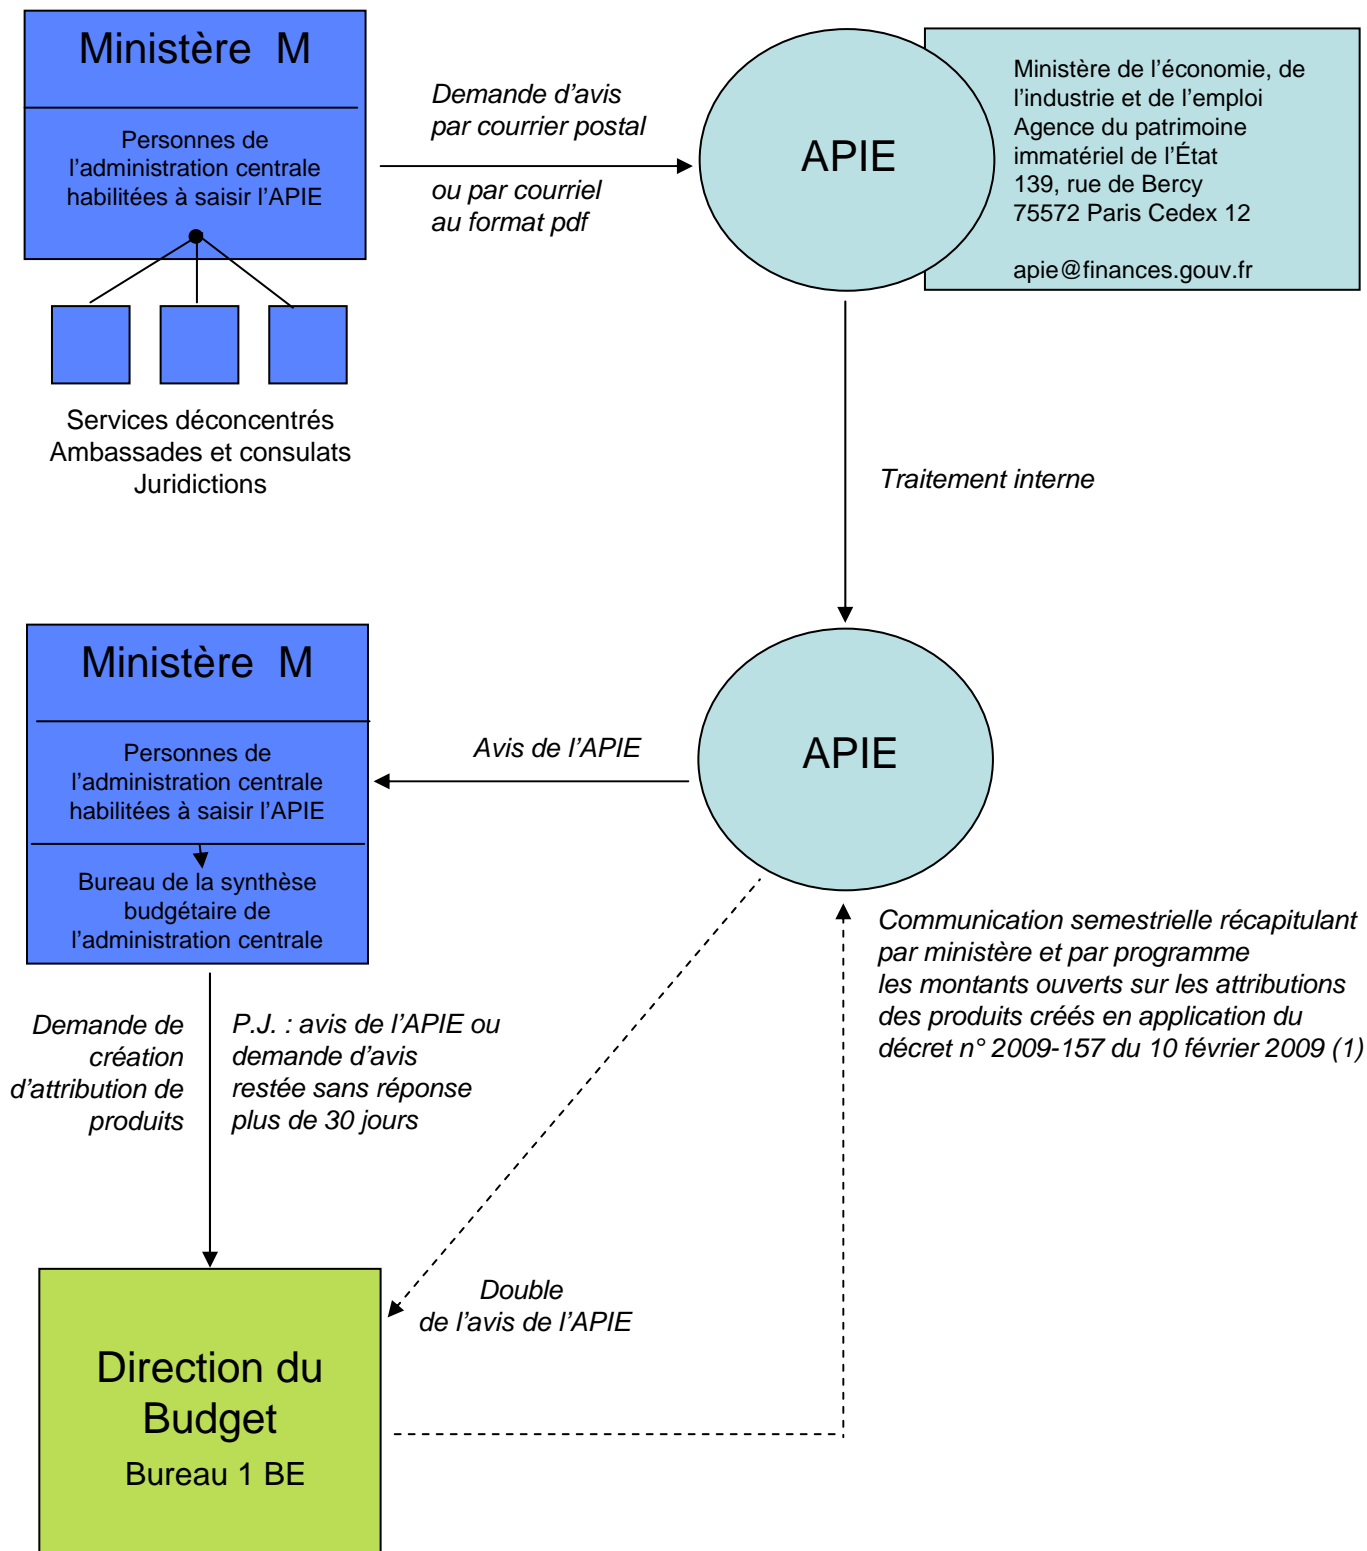 Ministère  M
Personnes de
l’administration centrale
habilitées à saisir l’APIE
Services déconcentrés
Ambassades et consulats
Juridictions
Demande d’avis
par courrier postal
ou par courriel
au format pdf
APIE
Ministère de l’économie, de
l’industrie et de l’emploi
Agence du patrimoine
immatériel de l’État
139, rue de Bercy
75572 Paris Cedex 12
apie@finances.gouv.fr
Traitement interne
Ministère  M
Personnes de
l’administration centrale
habilitées à saisir l’APIE
Bureau de la synthèse
budgétaire de
l’administration centrale
Avis de l’APIE
APIE
Demande de
création
d’attribution de
produits
P.J. : avis de l’APIE ou
demande d’avis
restée sans réponse
plus de 30 jours
Communication semestrielle récapitulant
par ministère et par programme
les montants ouverts sur les attributions
des produits créés en application du
décret n° 2009-157 du 10 février 2009 (1)
Double
de l’avis de l’APIE
Direction du
Budget
Bureau 1 BE